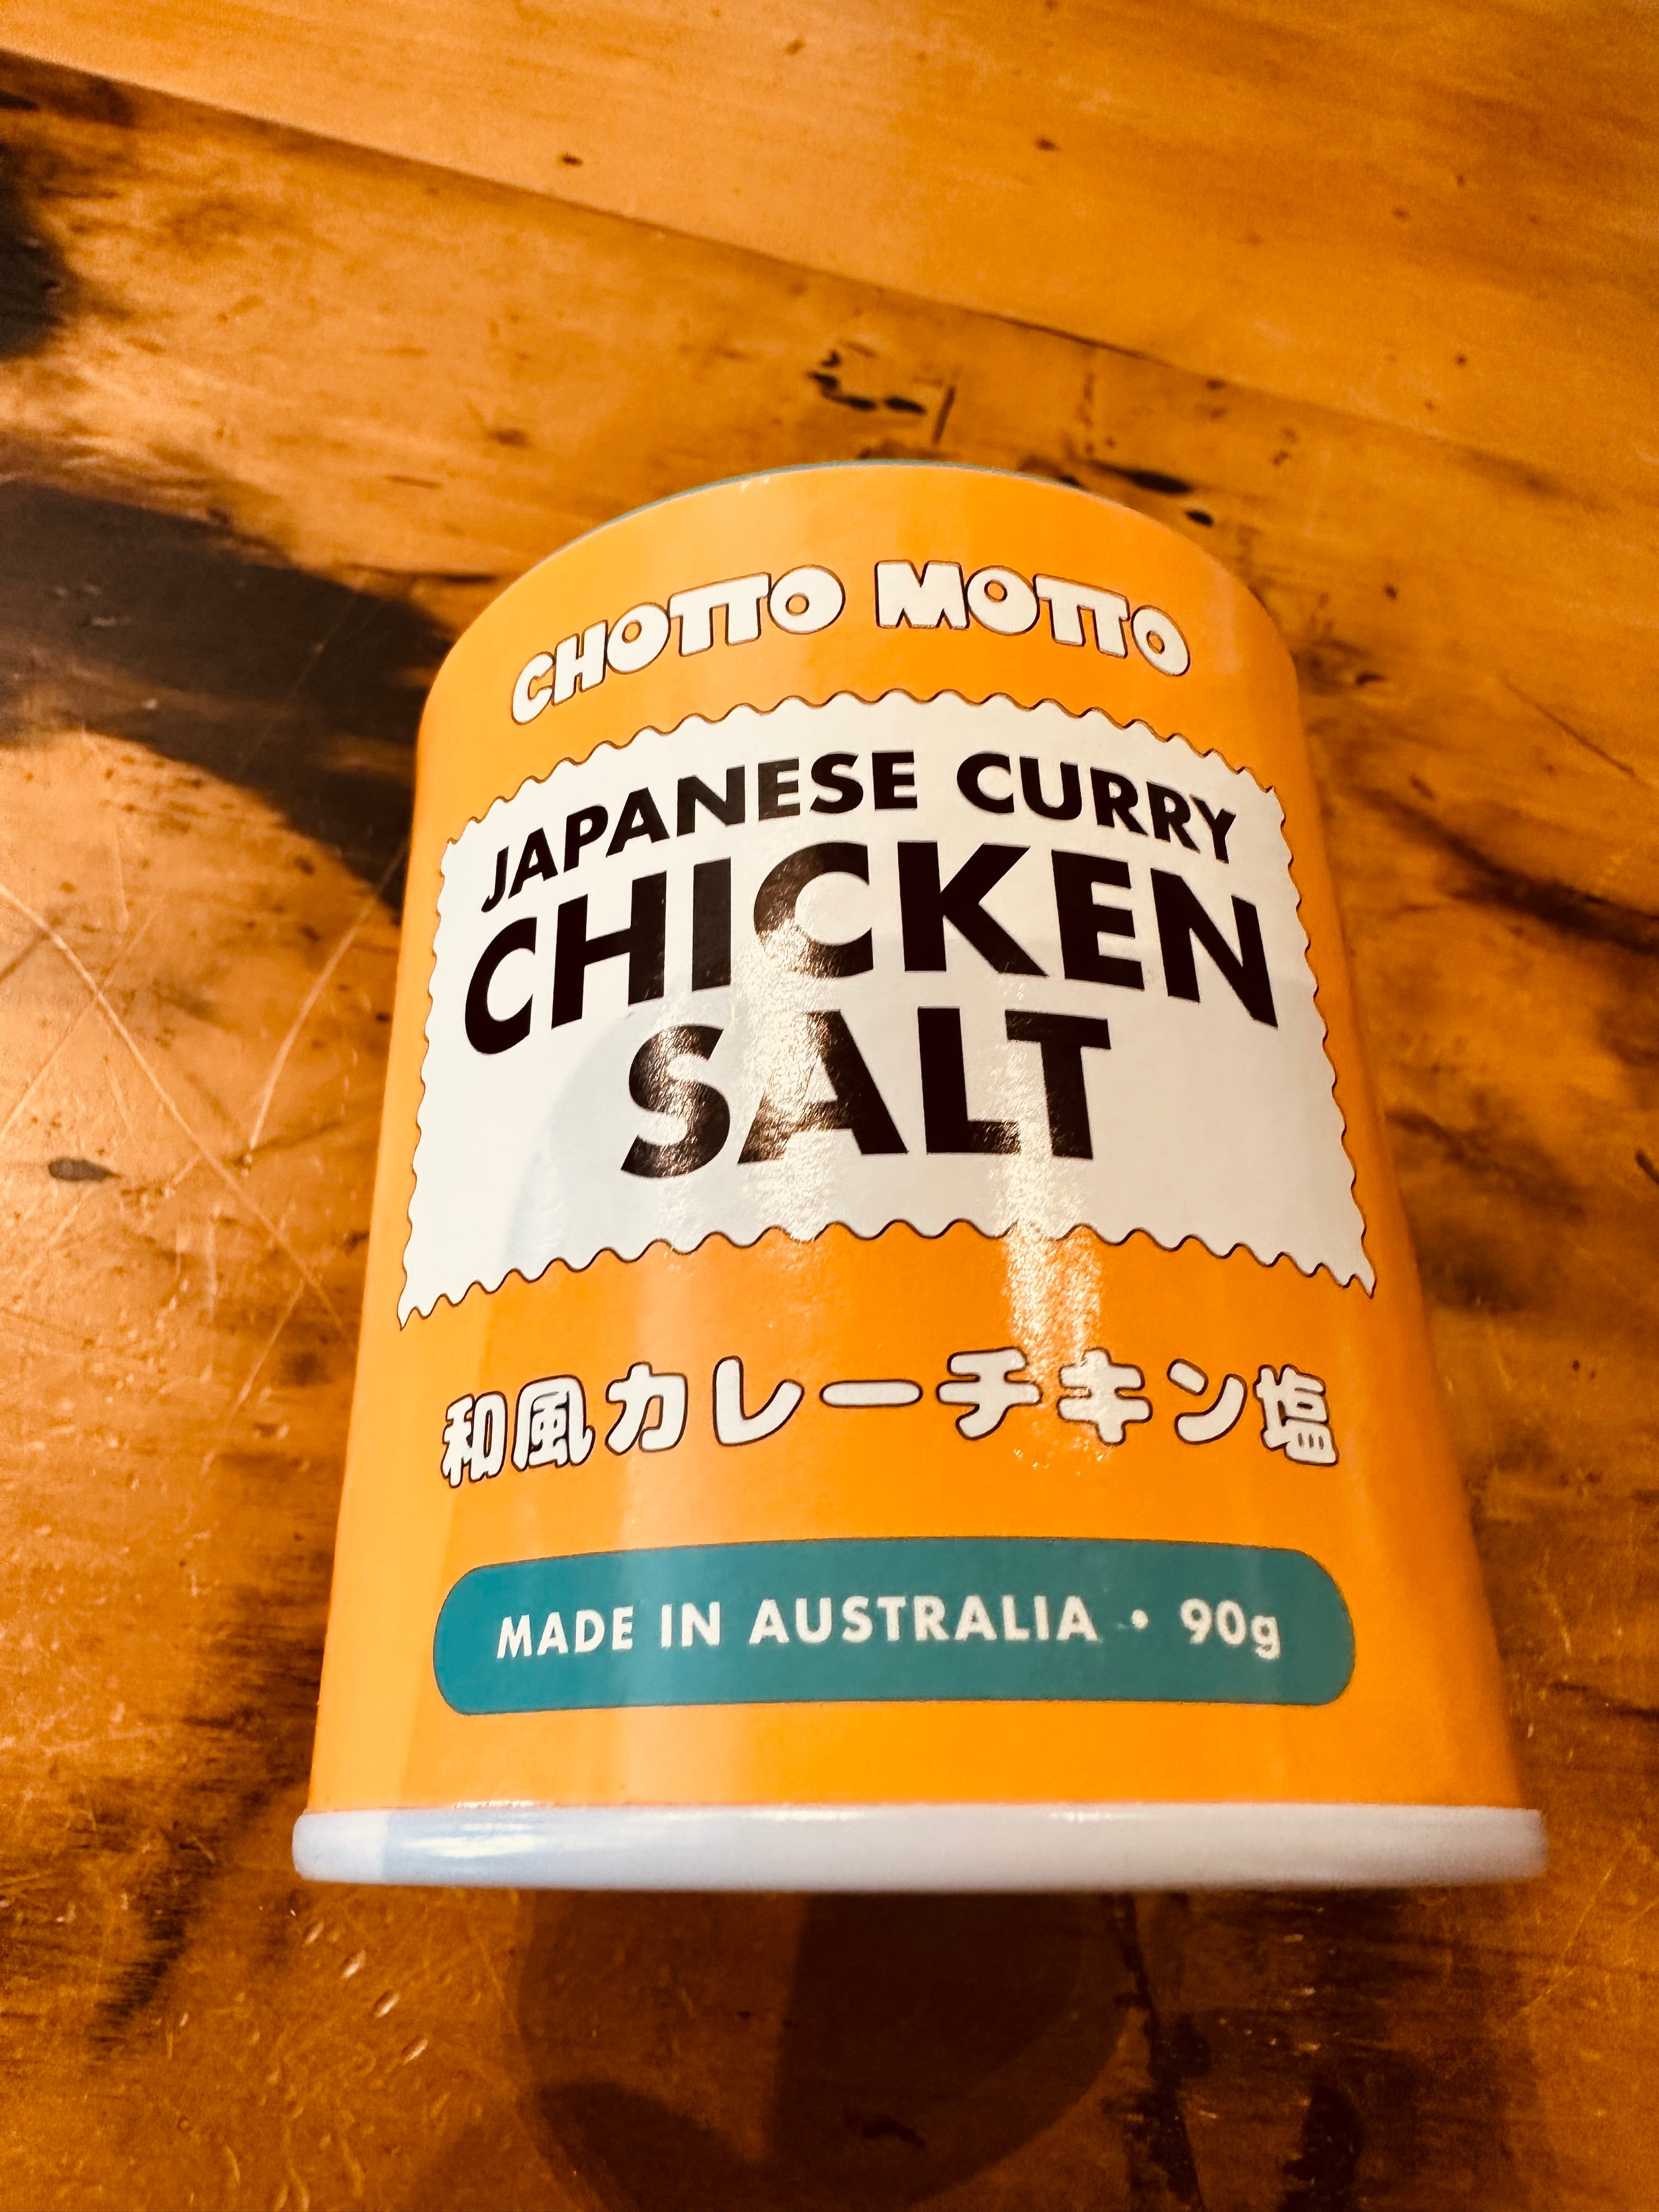 CHOTTO MOTTO
JAPANESE CURRY
CHICKEN
SALT
和風カレーチキン塩
MADE IN AUSTRALIA • 90g